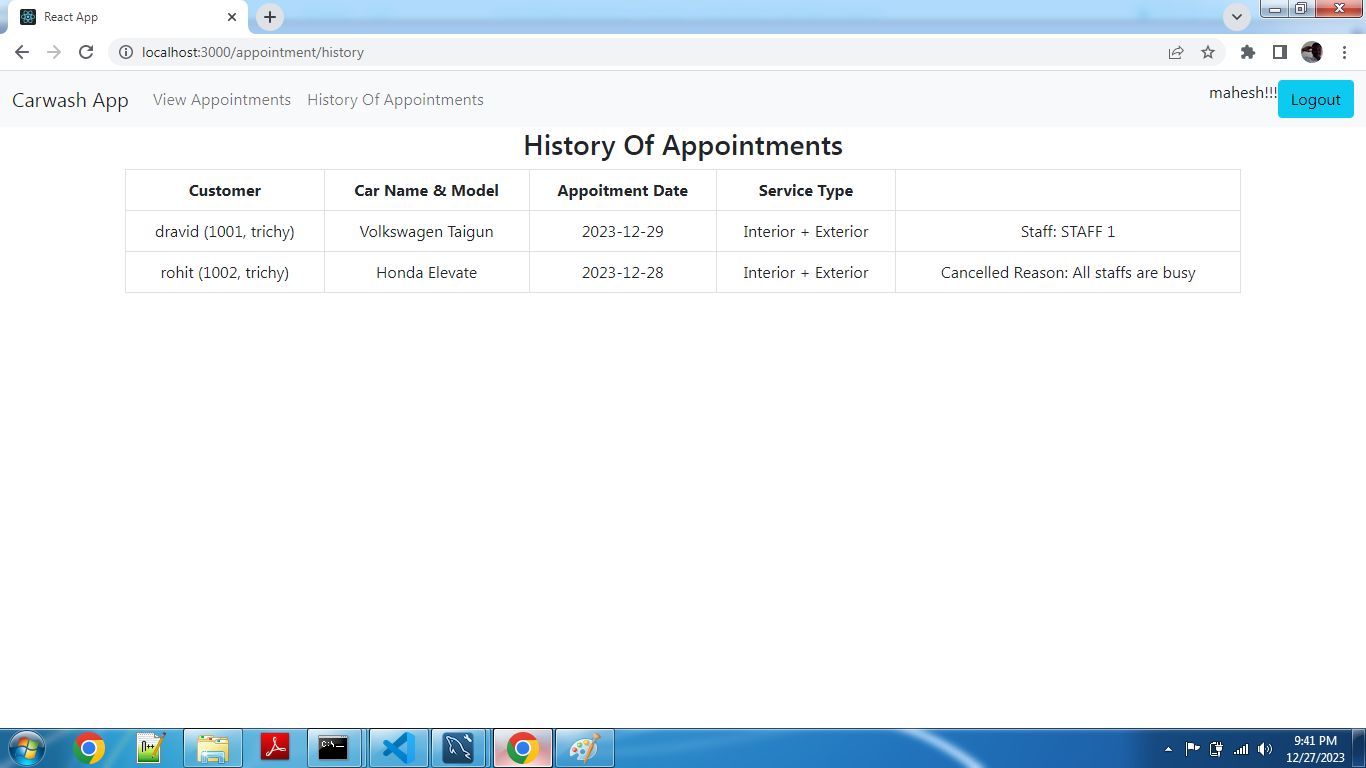 React App
localhost:3000/appointment/history
Carwash App View Appointments History Of Appointments mahesh!!! Logout
History Of Appointments
Customer Car Name & Model Appoitment Date Service Type
dravid (1001, trichy) Volkswagen Taigun 2023-12-29 Interior + Exterior Staff: STAFF 1
rohit (1002, trichy) Honda Elevate 2023-12-28 Interior + Exterior Cancelled Reason: All staffs are busy
9:41 PM
12/27/2023